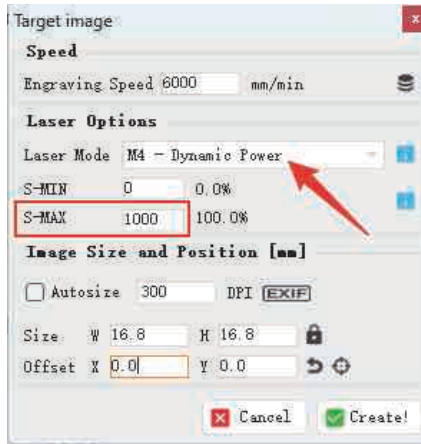 Target image
Speed
Engraving Speed 6000 mm/min
Laser Options
Laser Mode M4 - Dynamic Power
S-MIN 0 0.0%
S-MAX 1000 100.0%
Image Size and Position [mm]
Autosize 300 DPI EXIF
Size W 16.8 H 16.8
Offset X 0.0 Y 0.0
Cancel Create!